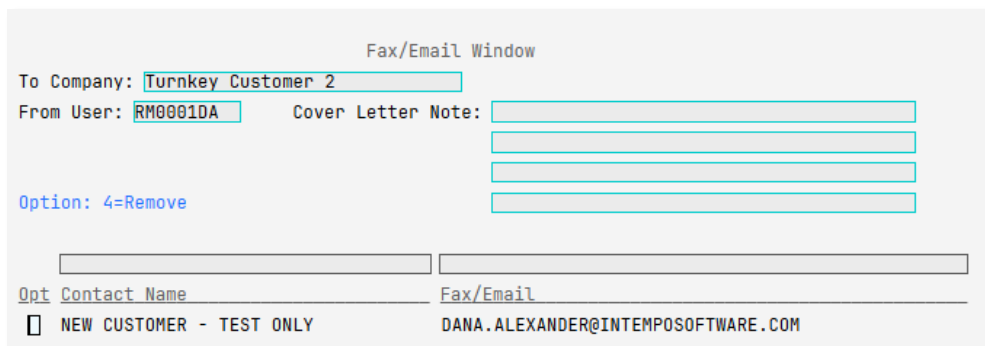 Fax/Email Window
To Company: Turnkey Customer 2
From User: RM0001DA Cover Letter Note:
Option: 4=Remove
Opt Contact Name Fax/Email
NEW CUSTOMER - TEST ONLY DANA.ALEXANDER@INTEMPOSOFTWARE.COM